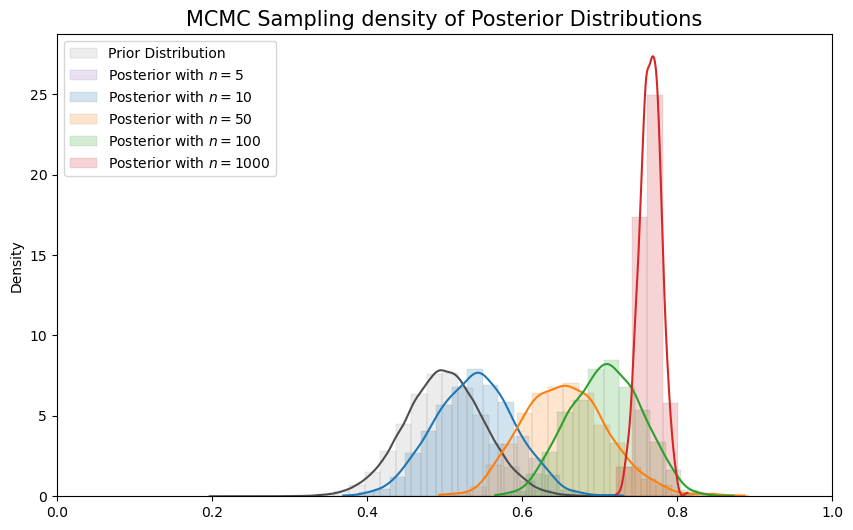 MCMC Sampling density of Posterior Distributions
Prior Distribution
Posterior with n = 5
Posterior with n = 10
Posterior with n = 50
Posterior with n = 100
Posterior with n = 1000
Density
25
20
15
10
5
0
0.0 0.2 0.4 0.6 0.8 1.0